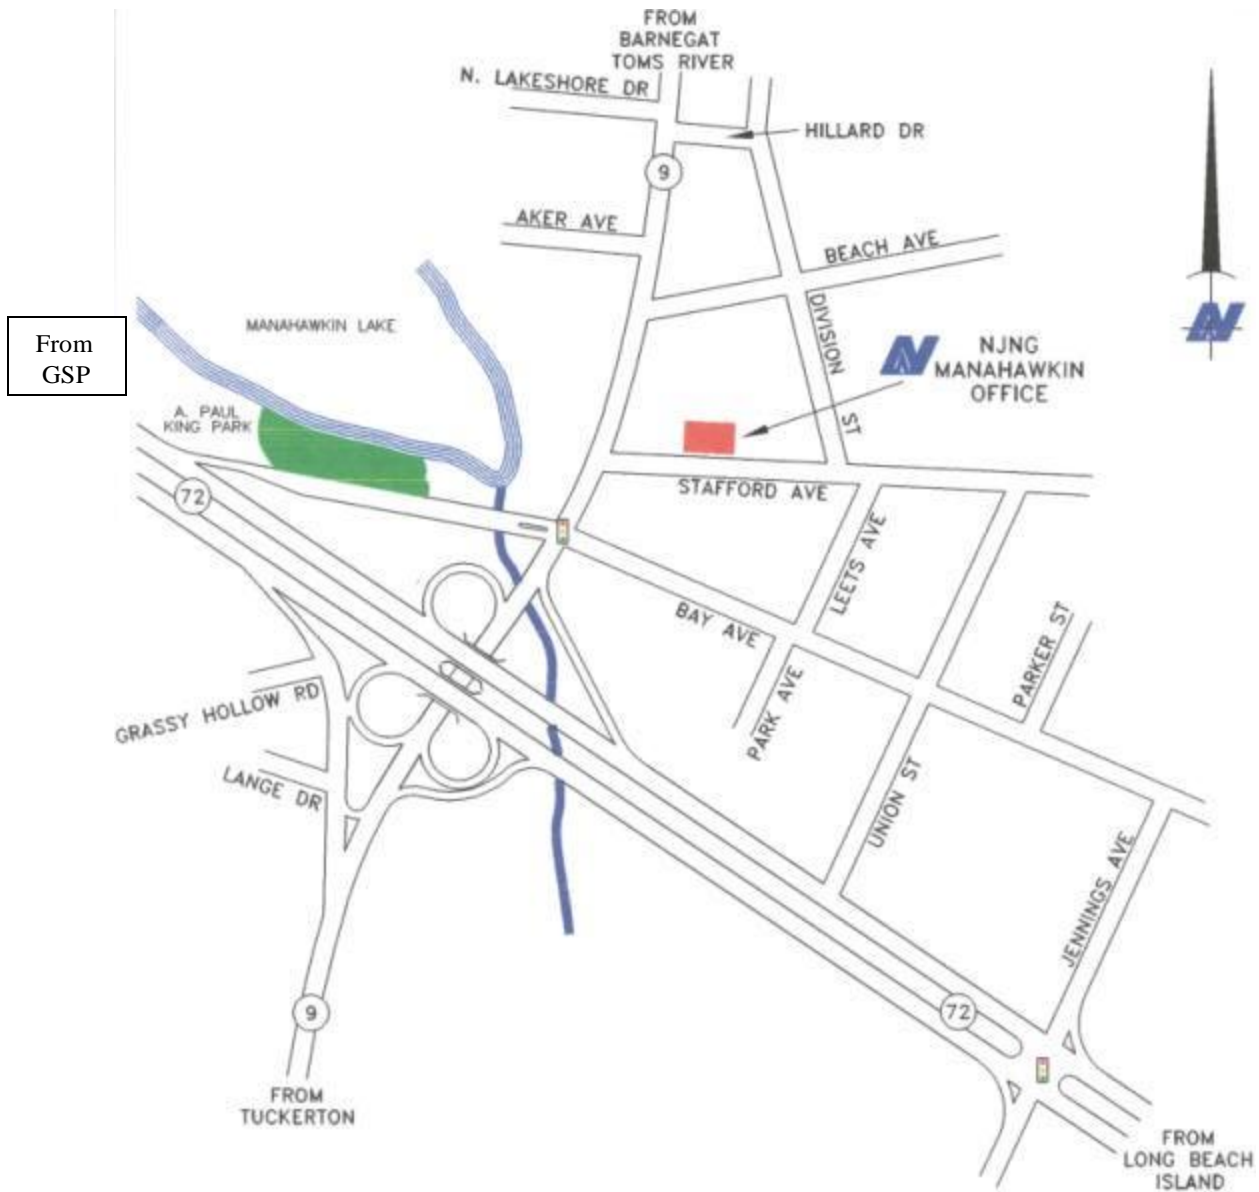 FROM
BARNEGAT
TOMS RIVER
N. LAKESHORE DR
HILLARD DR
9
AKER AVE
BEACH AVE
MANAHAWKIN LAKE
DIVISION
ST
From
GSP
N
N
NJNG
MANAHAWKIN
OFFICE
A. PAUL
KING PARK
STAFFORD AVE
72
LEETS AVE
BAY AVE
PARKER ST
PARK AVE
GRASSY HOLLOW RD
LANGE DR
UNION ST
JENNINGS AVE
72
9
FROM
TUCKERTON
FROM
LONG BEACH
ISLAND